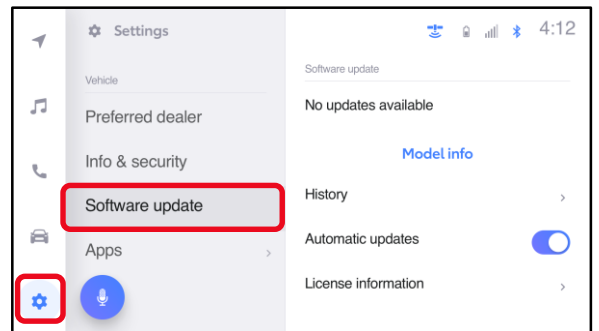 Settings
4:12
Vehicle
Preferred dealer
Info & security
Software update
Apps
Software update
No updates available
Model info
History
Automatic updates
License information